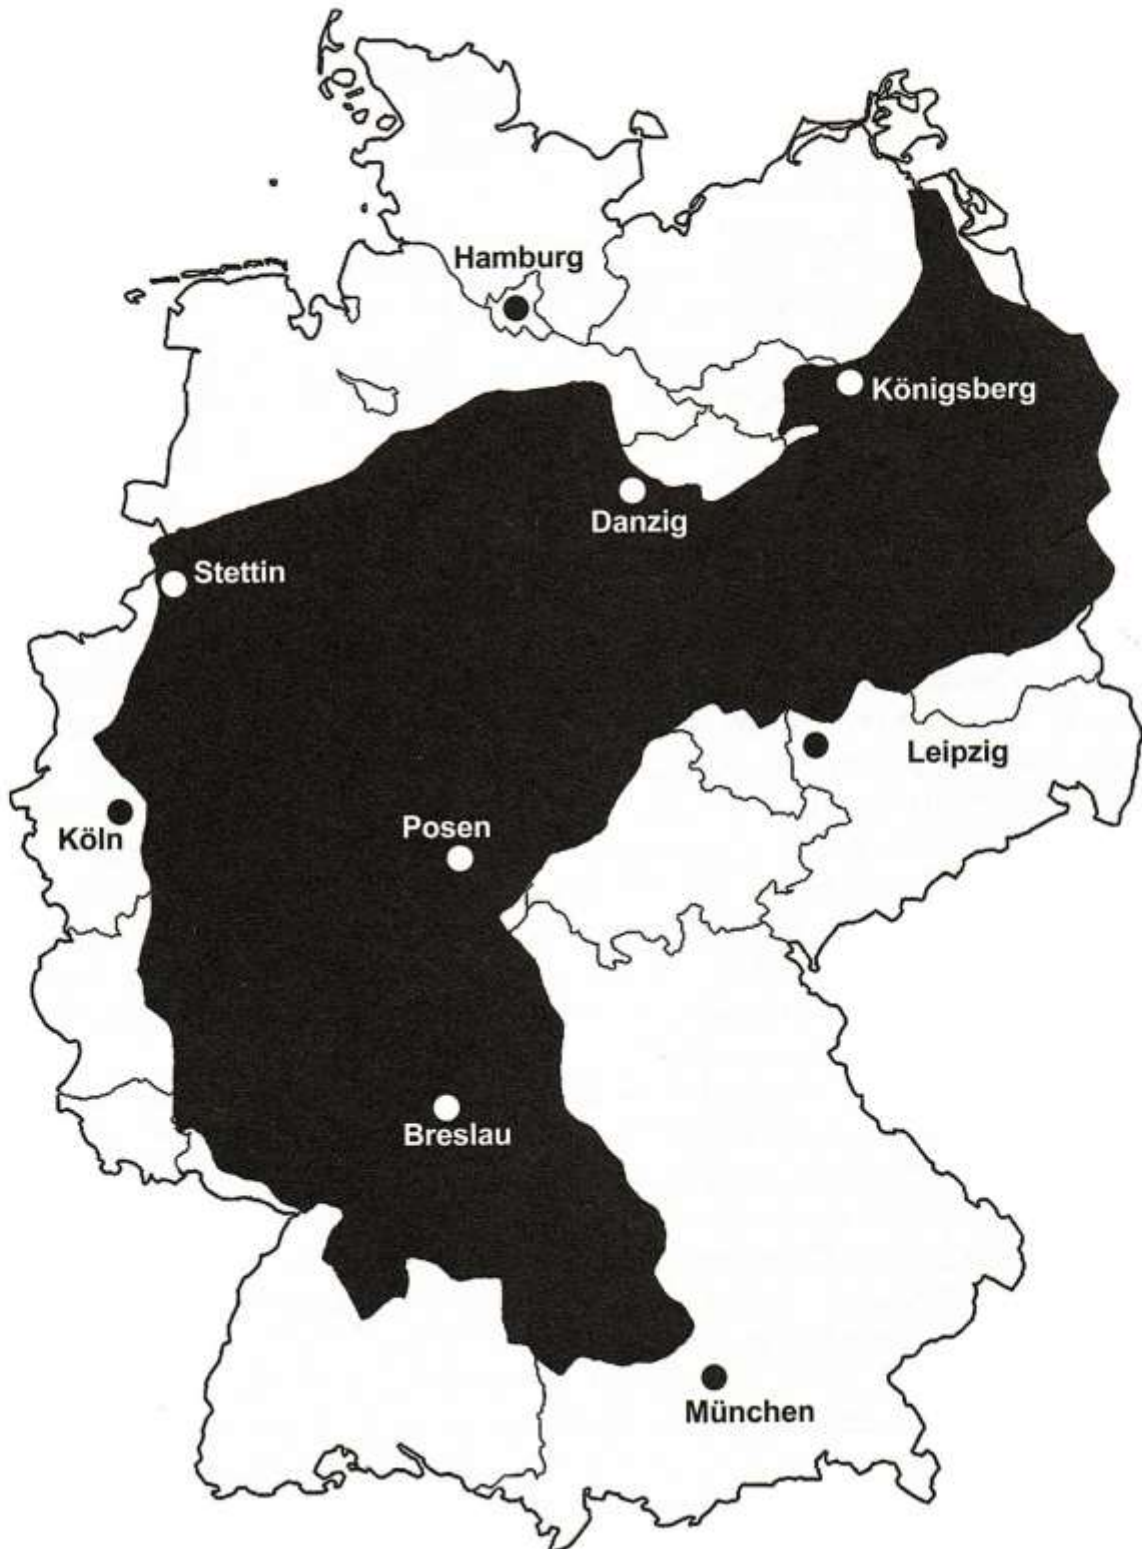 Hamburg
Königsberg
Danzig
Stettin
Leipzig
Posen
Köln
Breslau
München